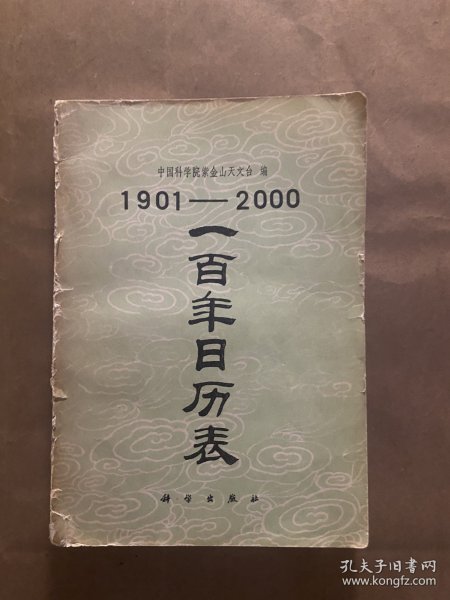 中国科学院紫金山天文台 编
1901—2000
一百年日历表
科学出版社
孔夫子旧书网
www.kongfz.com